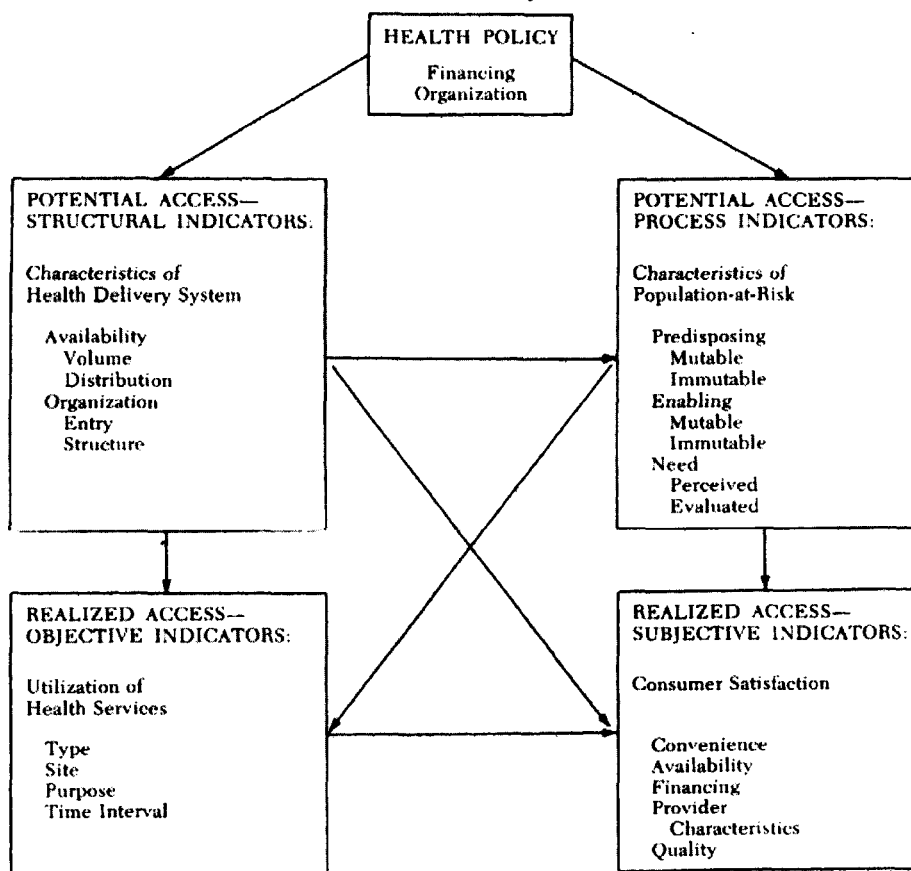 HEALTH POLICY
Financing
Organization
POTENTIAL ACCESS—
STRUCTURAL INDICATORS:
Characteristics of
Health Delivery System
Availability
Volume
Distribution
Organization
Entry
Structure
POTENTIAL ACCESS—
PROCESS INDICATORS:
Characteristics of
Population-at-Risk
Predisposing
Mutable
Immutable
Enabling
Mutable
Immutable
Need
Perceived
Evaluated
REALIZED ACCESS—
OBJECTIVE INDICATORS:
Utilization of
Health Services
Type
Site
Purpose
Time Interval
REALIZED ACCESS—
SUBJECTIVE INDICATORS:
Consumer Satisfaction
Convenience
Availability
Financing
Provider
Characteristics
Quality